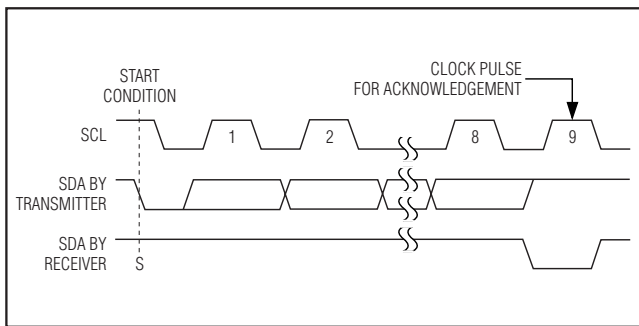 START
CONDITION
CLOCK PULSE
FOR ACKNOWLEDGEMENT
SCL
1
2
8
9
SDA BY
TRANSMITTER
SDA BY
RECEIVER
S